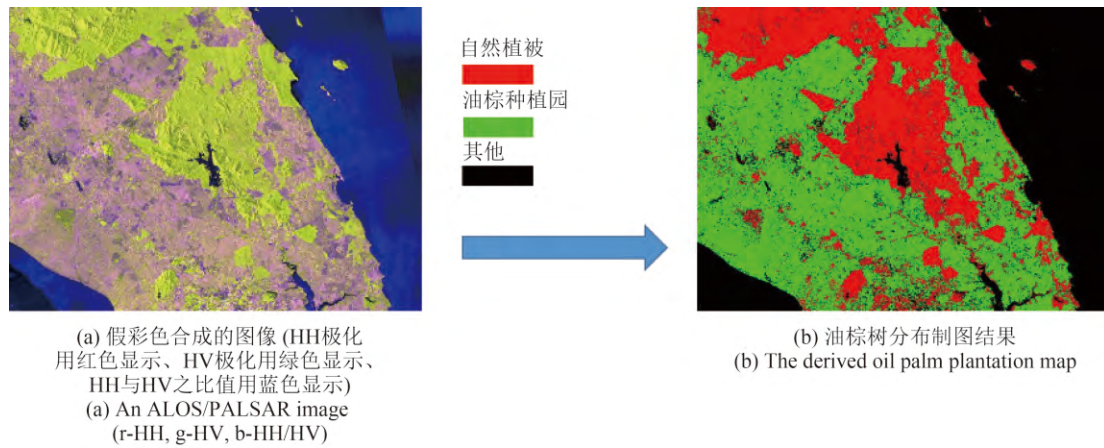 自然植被
油棕种植园
其他
(a) 假彩色合成的图像 (HH极化
用红色显示、HV极化用绿色显示、
HH与HV之比值用蓝色显示)
(a) An ALOS/PALSAR image
(r-HH, g-HV, b-HH/HV)
(b) 油棕树分布制图结果
(b) The derived oil palm plantation map